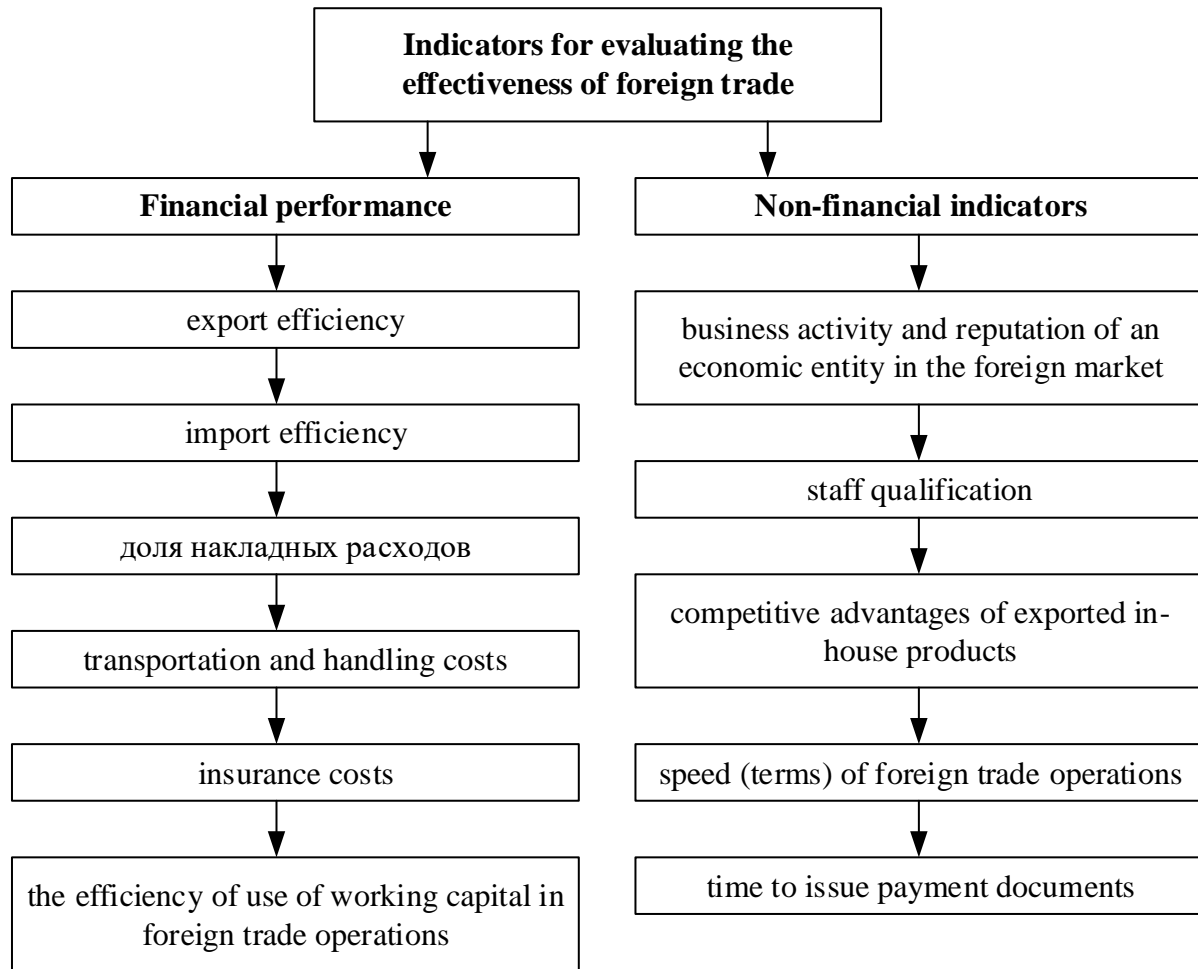 Indicators for evaluating the
effectiveness of foreign trade
Financial performance
export efficiency
import efficiency
доля накладных расходов
transportation and handling costs
insurance costs
the efficiency of use of working capital in
foreign trade operations
Non-financial indicators
business activity and reputation of an
economic entity in the foreign market
staff qualification
competitive advantages of exported in-
house products
speed (terms) of foreign trade operations
time to issue payment documents